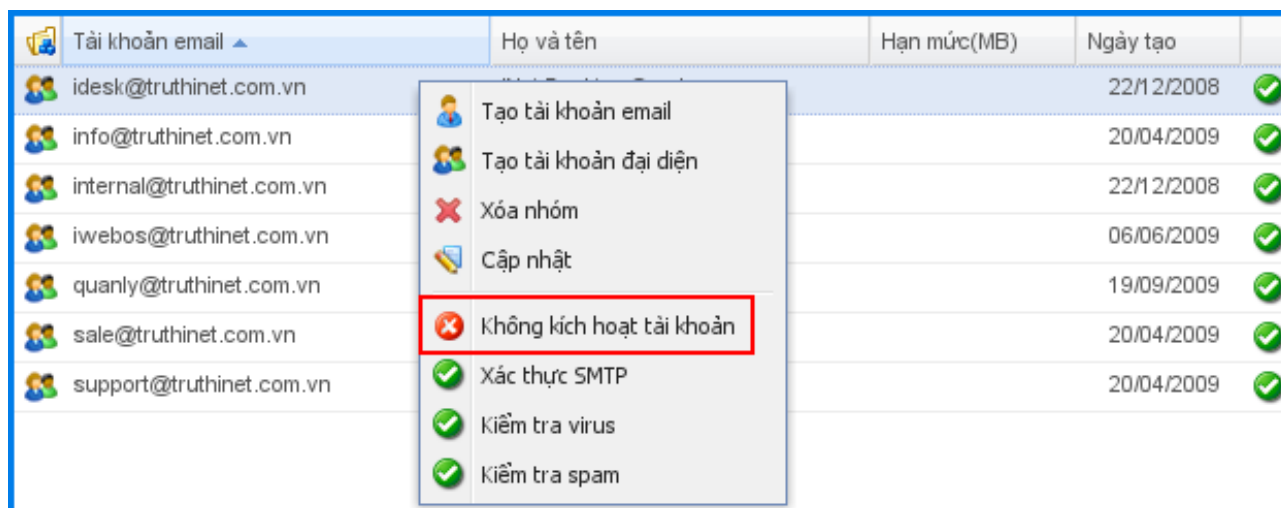 Tài khoản email Họ và tên Hạn mức(MB) Ngày tạo
idesk@truthinet.com.vn 22/12/2008
info@truthinet.com.vn 20/04/2009
internal@truthinet.com.vn 22/12/2008
iwebos@truthinet.com.vn 06/06/2009
quanly@truthinet.com.vn 19/09/2009
sale@truthinet.com.vn 20/04/2009
support@truthinet.com.vn 20/04/2009
Tạo tài khoản email
Tạo tài khoản đại diện
Xóa nhóm
Cập nhật
Không kích hoạt tài khoản
Xác thực SMTP
Kiểm tra virus
Kiểm tra spam